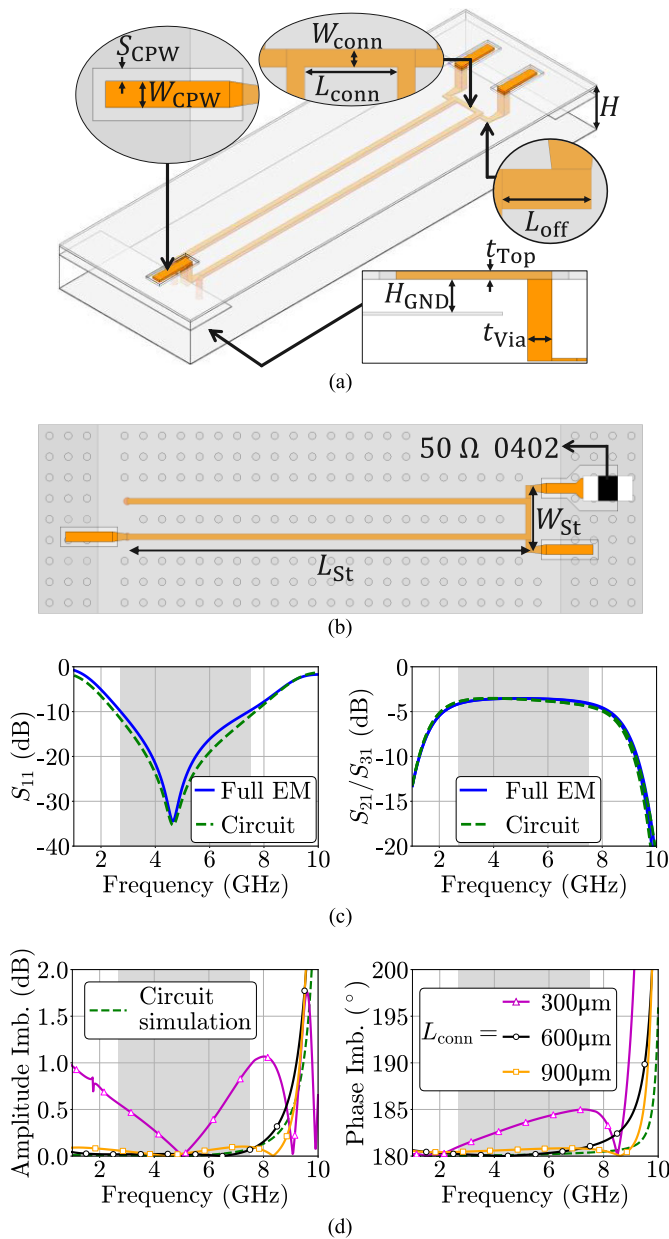 S_CPW
W_CPW
W_conn
L_conn
H
L_off
t_Top
H_GND
t_Via
(a)
50 Ω 0402
W_St
L_St
(b)
0
-10
-20
-30
-40
S_11 (dB)
Full EM
Circuit
2 4 6 8 10
Frequency (GHz)
0
-5
-10
-15
-20
S_21/S_31 (dB)
Full EM
Circuit
2 4 6 8 10
Frequency (GHz)
(c)
2.0
1.5
1.0
0.5
0.0
Amplitude Imb. (dB)
Circuit
simulation
2 4 6 8 10
Frequency (GHz)
200
195
190
185
180
Phase Imb. (°)
L_conn =
300μm
600μm
900μm
2 4 6 8 10
Frequency (GHz)
(d)